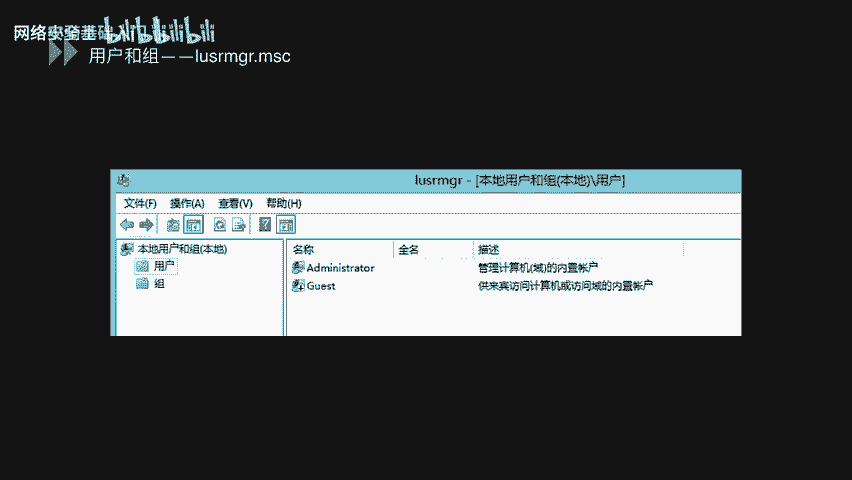 网络安全基础入门 bilibili
用户和组——lusrmgr.msc
lusrmgr - [本地用户和组(本地)\用户]
文件(F) 操作(A) 查看(V) 帮助(H)
本地用户和组(本地)
用户
组
名称 全名 描述
Administrator 管理计算机(域)的内置帐户
Guest 供来宾访问计算机或访问域的内置帐户